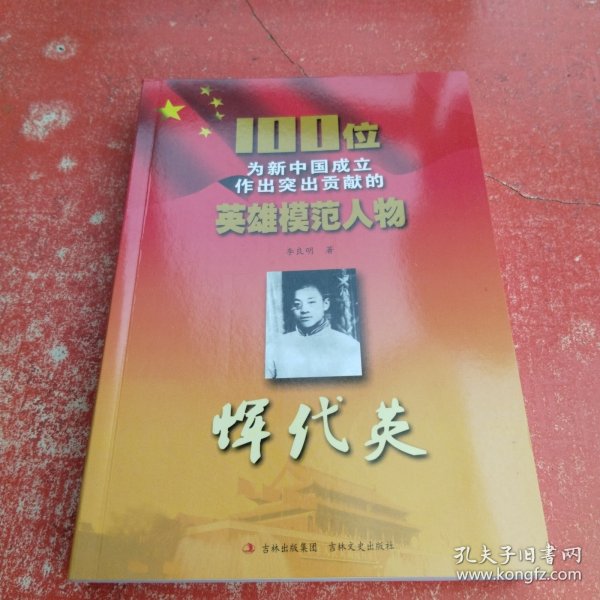 100位
为新中国成立
作出突出贡献的
英雄模范人物
李良明 著
恽代英
吉林出版集团 吉林文史出版社
孔夫子旧书网
www.kongfz.com